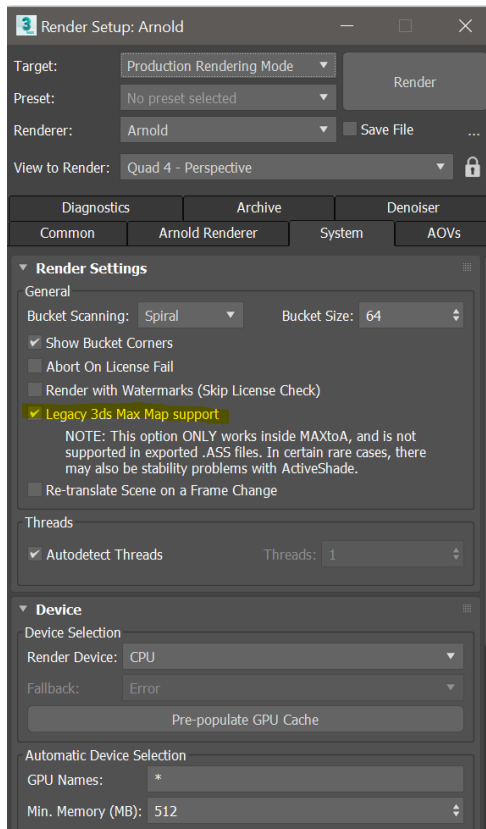 3 Render Setup: Arnold
Target: Production Rendering Mode
Render
Preset: No preset selected
Renderer: Arnold Save File ...
View to Render: Quad 4 - Perspective
Diagnostics Archive Denoiser
Common Arnold Renderer System AOVs
Render Settings
General
Bucket Scanning: Spiral Bucket Size: 64
Show Bucket Corners
Abort On License Fail
Render with Watermarks (Skip License Check)
Legacy 3ds Max Map support
NOTE: This option ONLY works inside MAXtoA, and is not
supported in exported .ASS files. In certain rare cases, there
may also be stability problems with ActiveShade.
Re-translate Scene on a Frame Change
Threads
Autodetect Threads Threads: 1
Device
Device Selection
Render Device: CPU
Fallback: Error
Pre-populate GPU Cache
Automatic Device Selection
GPU Names: *
Min. Memory (MB): 512